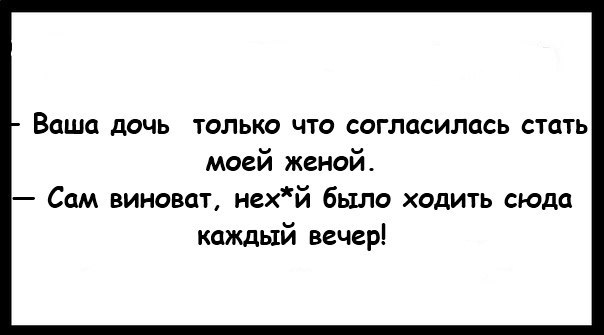 - Ваша дочь только что согласилась стать
моей женой.
— Сам виноват, нех*й было ходить сюда
каждый вечер!